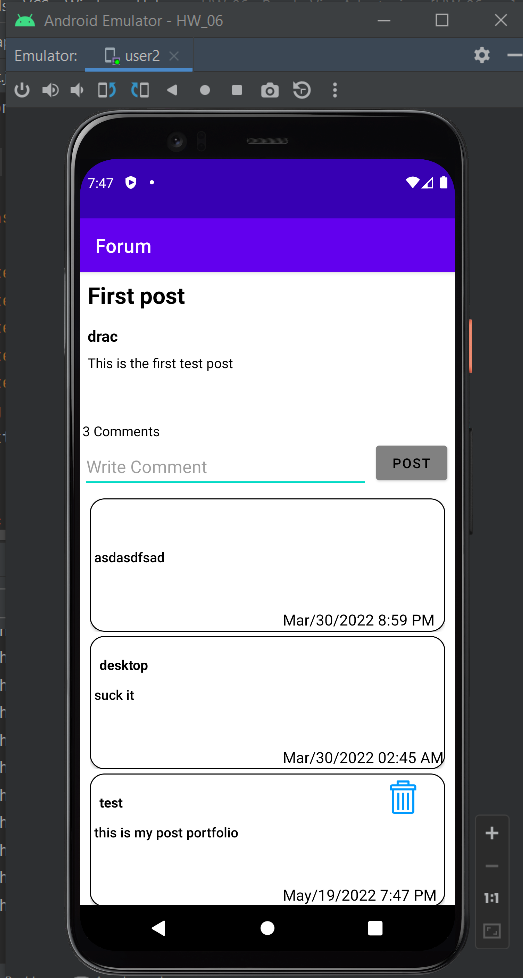 Android Emulator - HW_06
Emulator:
user2
7:47
Forum
First post
drac
This is the first test post
3 Comments
Write Comment
POST
asdasdfsad
Mar/30/2022 8:59 PM
desktop
suck it
Mar/30/2022 02:45 AM
test
this is my post portfolio
May/19/2022 7:47 PM
1:1